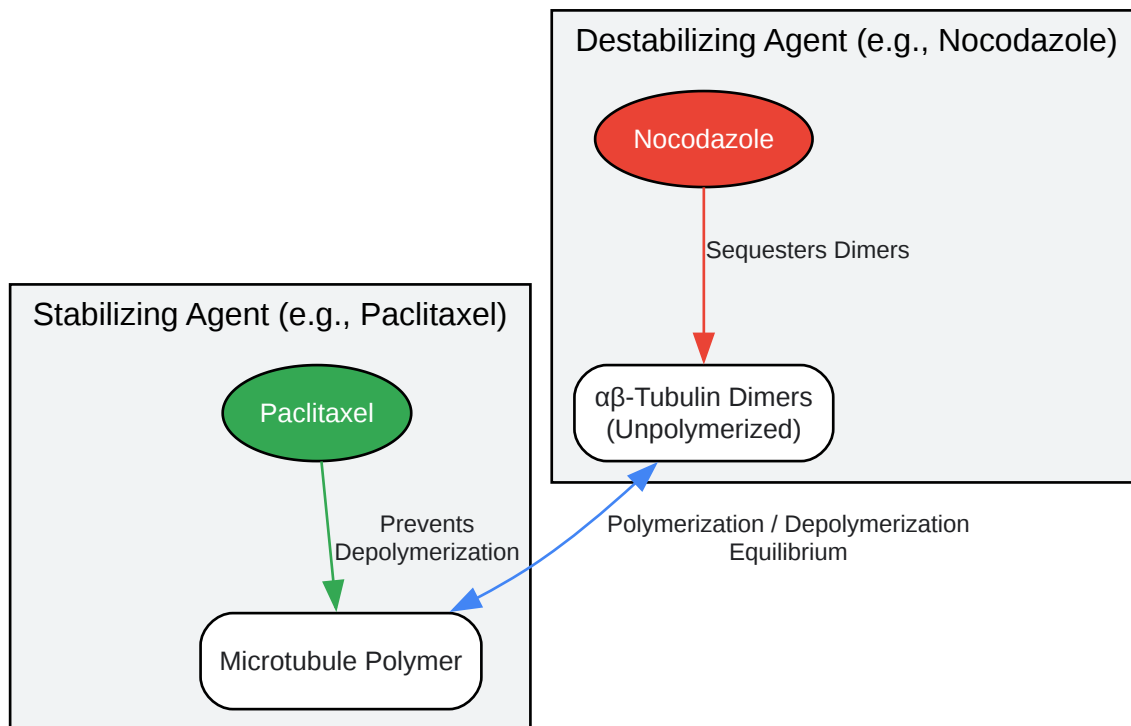 Destabilizing Agent (e.g., Nocodazole)
Nocodazole
Sequesters Dimers
αβ-Tubulin Dimers
(Unpolymerized)
Stabilizing Agent (e.g., Paclitaxel)
Paclitaxel
Prevents
Depolymerization
Polymerization / Depolymerization
Equilibrium
Microtubule Polymer